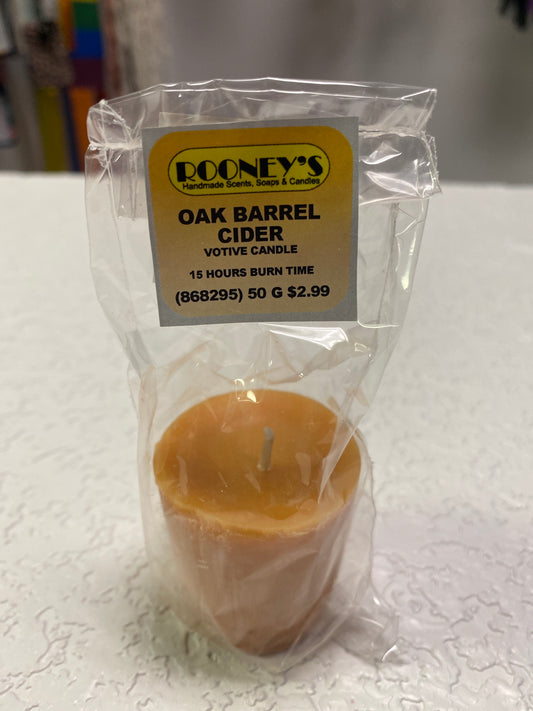 ROONEY'S
Handmade Scents, Soaps & Candles
OAK BARREL
CIDER
VOTIVE CANDLE
15 HOURS BURN TIME
(868295) 50 G $2.99